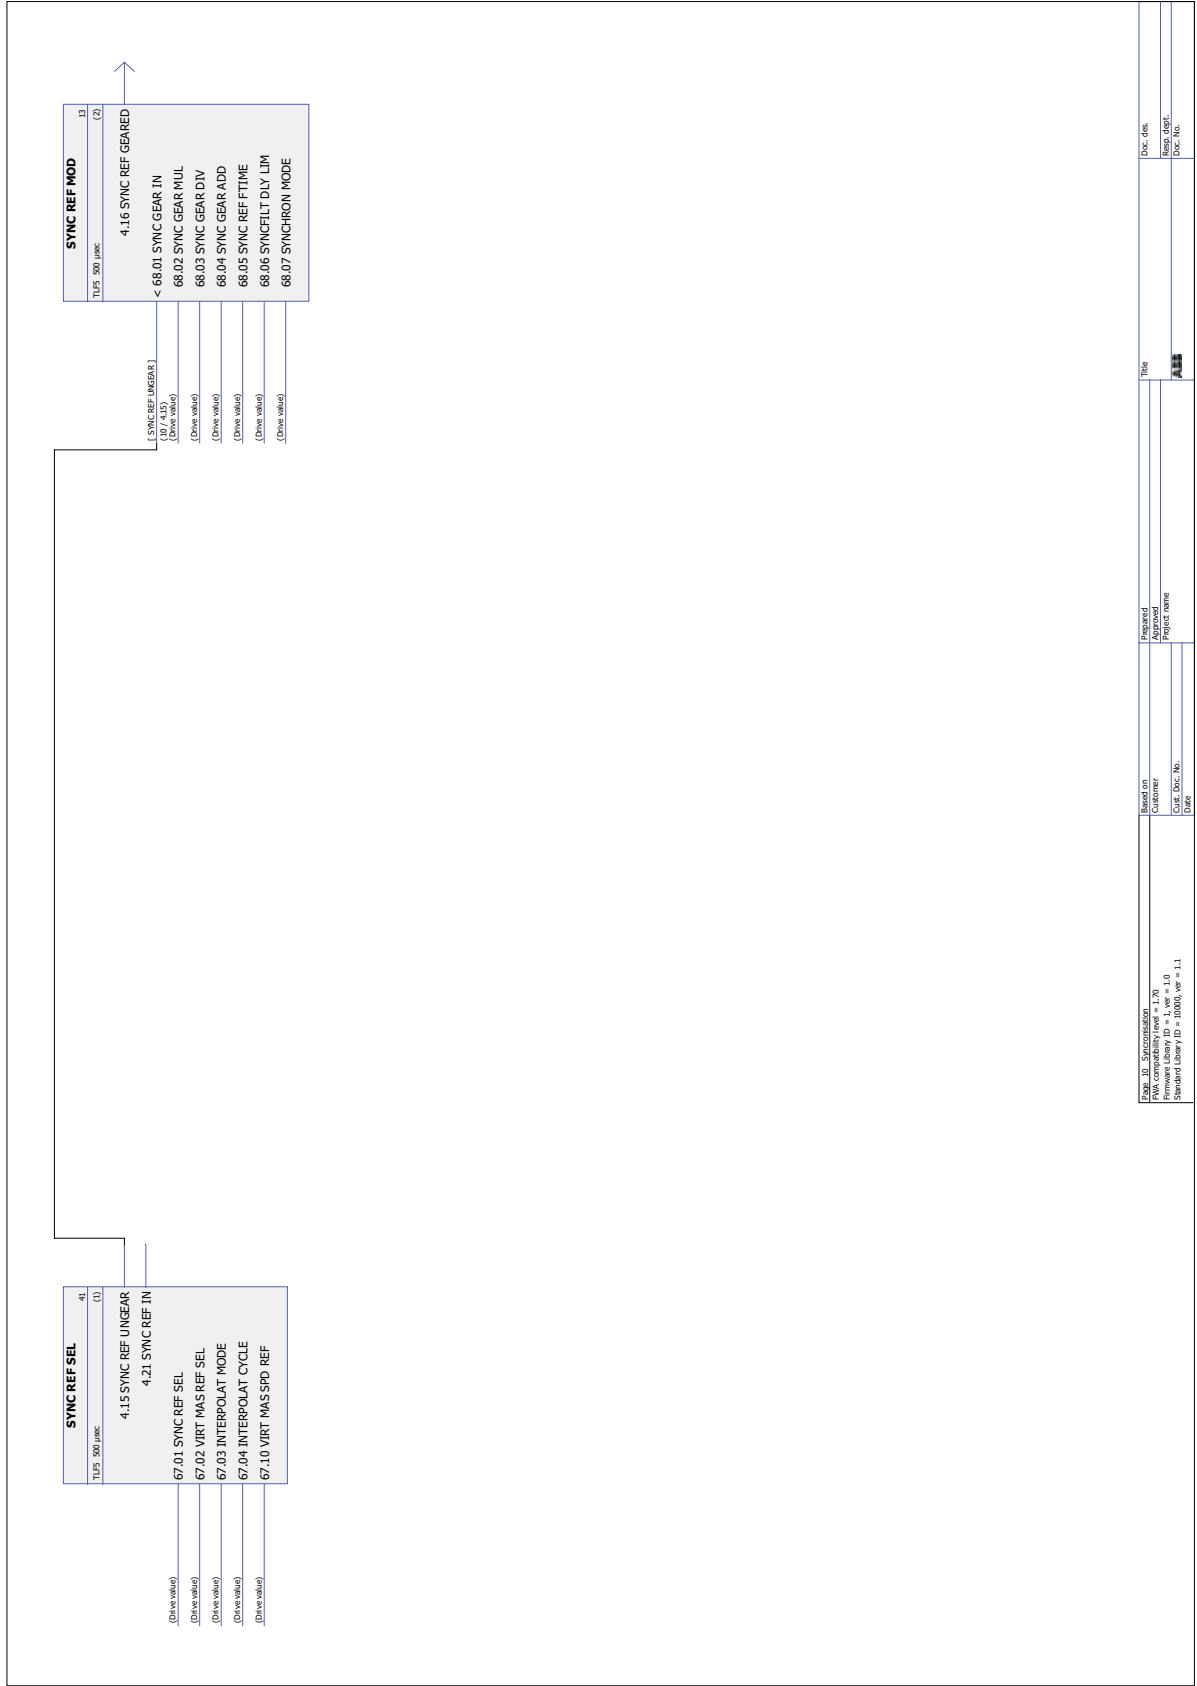 SYNC REF SEL
41
TLF5 500 µsec
(1)
4.15 SYNC REF UNGEAR
4.21 SYNC REF IN
(Drive value)
67.01 SYNC REF SEL
(Drive value)
67.02 VIRT MAS REF SEL
(Drive value)
67.03 INTERPOLAT MODE
(Drive value)
67.04 INTERPOLAT CYCLE
(Drive value)
67.10 VIRT MAS SPD REF
SYNC REF MOD
13
TLF5 500 µsec
(2)
4.16 SYNC REF GEARED
[ SYNC REF UNGEAR ]
(10 / 4.15)
< 68.01 SYNC GEAR IN
(Drive value)
68.02 SYNC GEAR MUL
(Drive value)
68.03 SYNC GEAR DIV
(Drive value)
68.04 SYNC GEAR ADD
(Drive value)
68.05 SYNC REF FTIME
(Drive value)
68.06 SYNCFILT DLY LIM
(Drive value)
68.07 SYNCHRON MODE
Page 10 Syncronisation
FWA compatibility level = 1.70
Firmware Library ID = 1, ver = 1.0
Standard Library ID = 10000, ver = 1.1
Based on
Customer
Cust. Doc. No.
Date
Prepared
Approved
Project name
Title
ABB
Doc. des.
Resp. dept.
Doc. No.